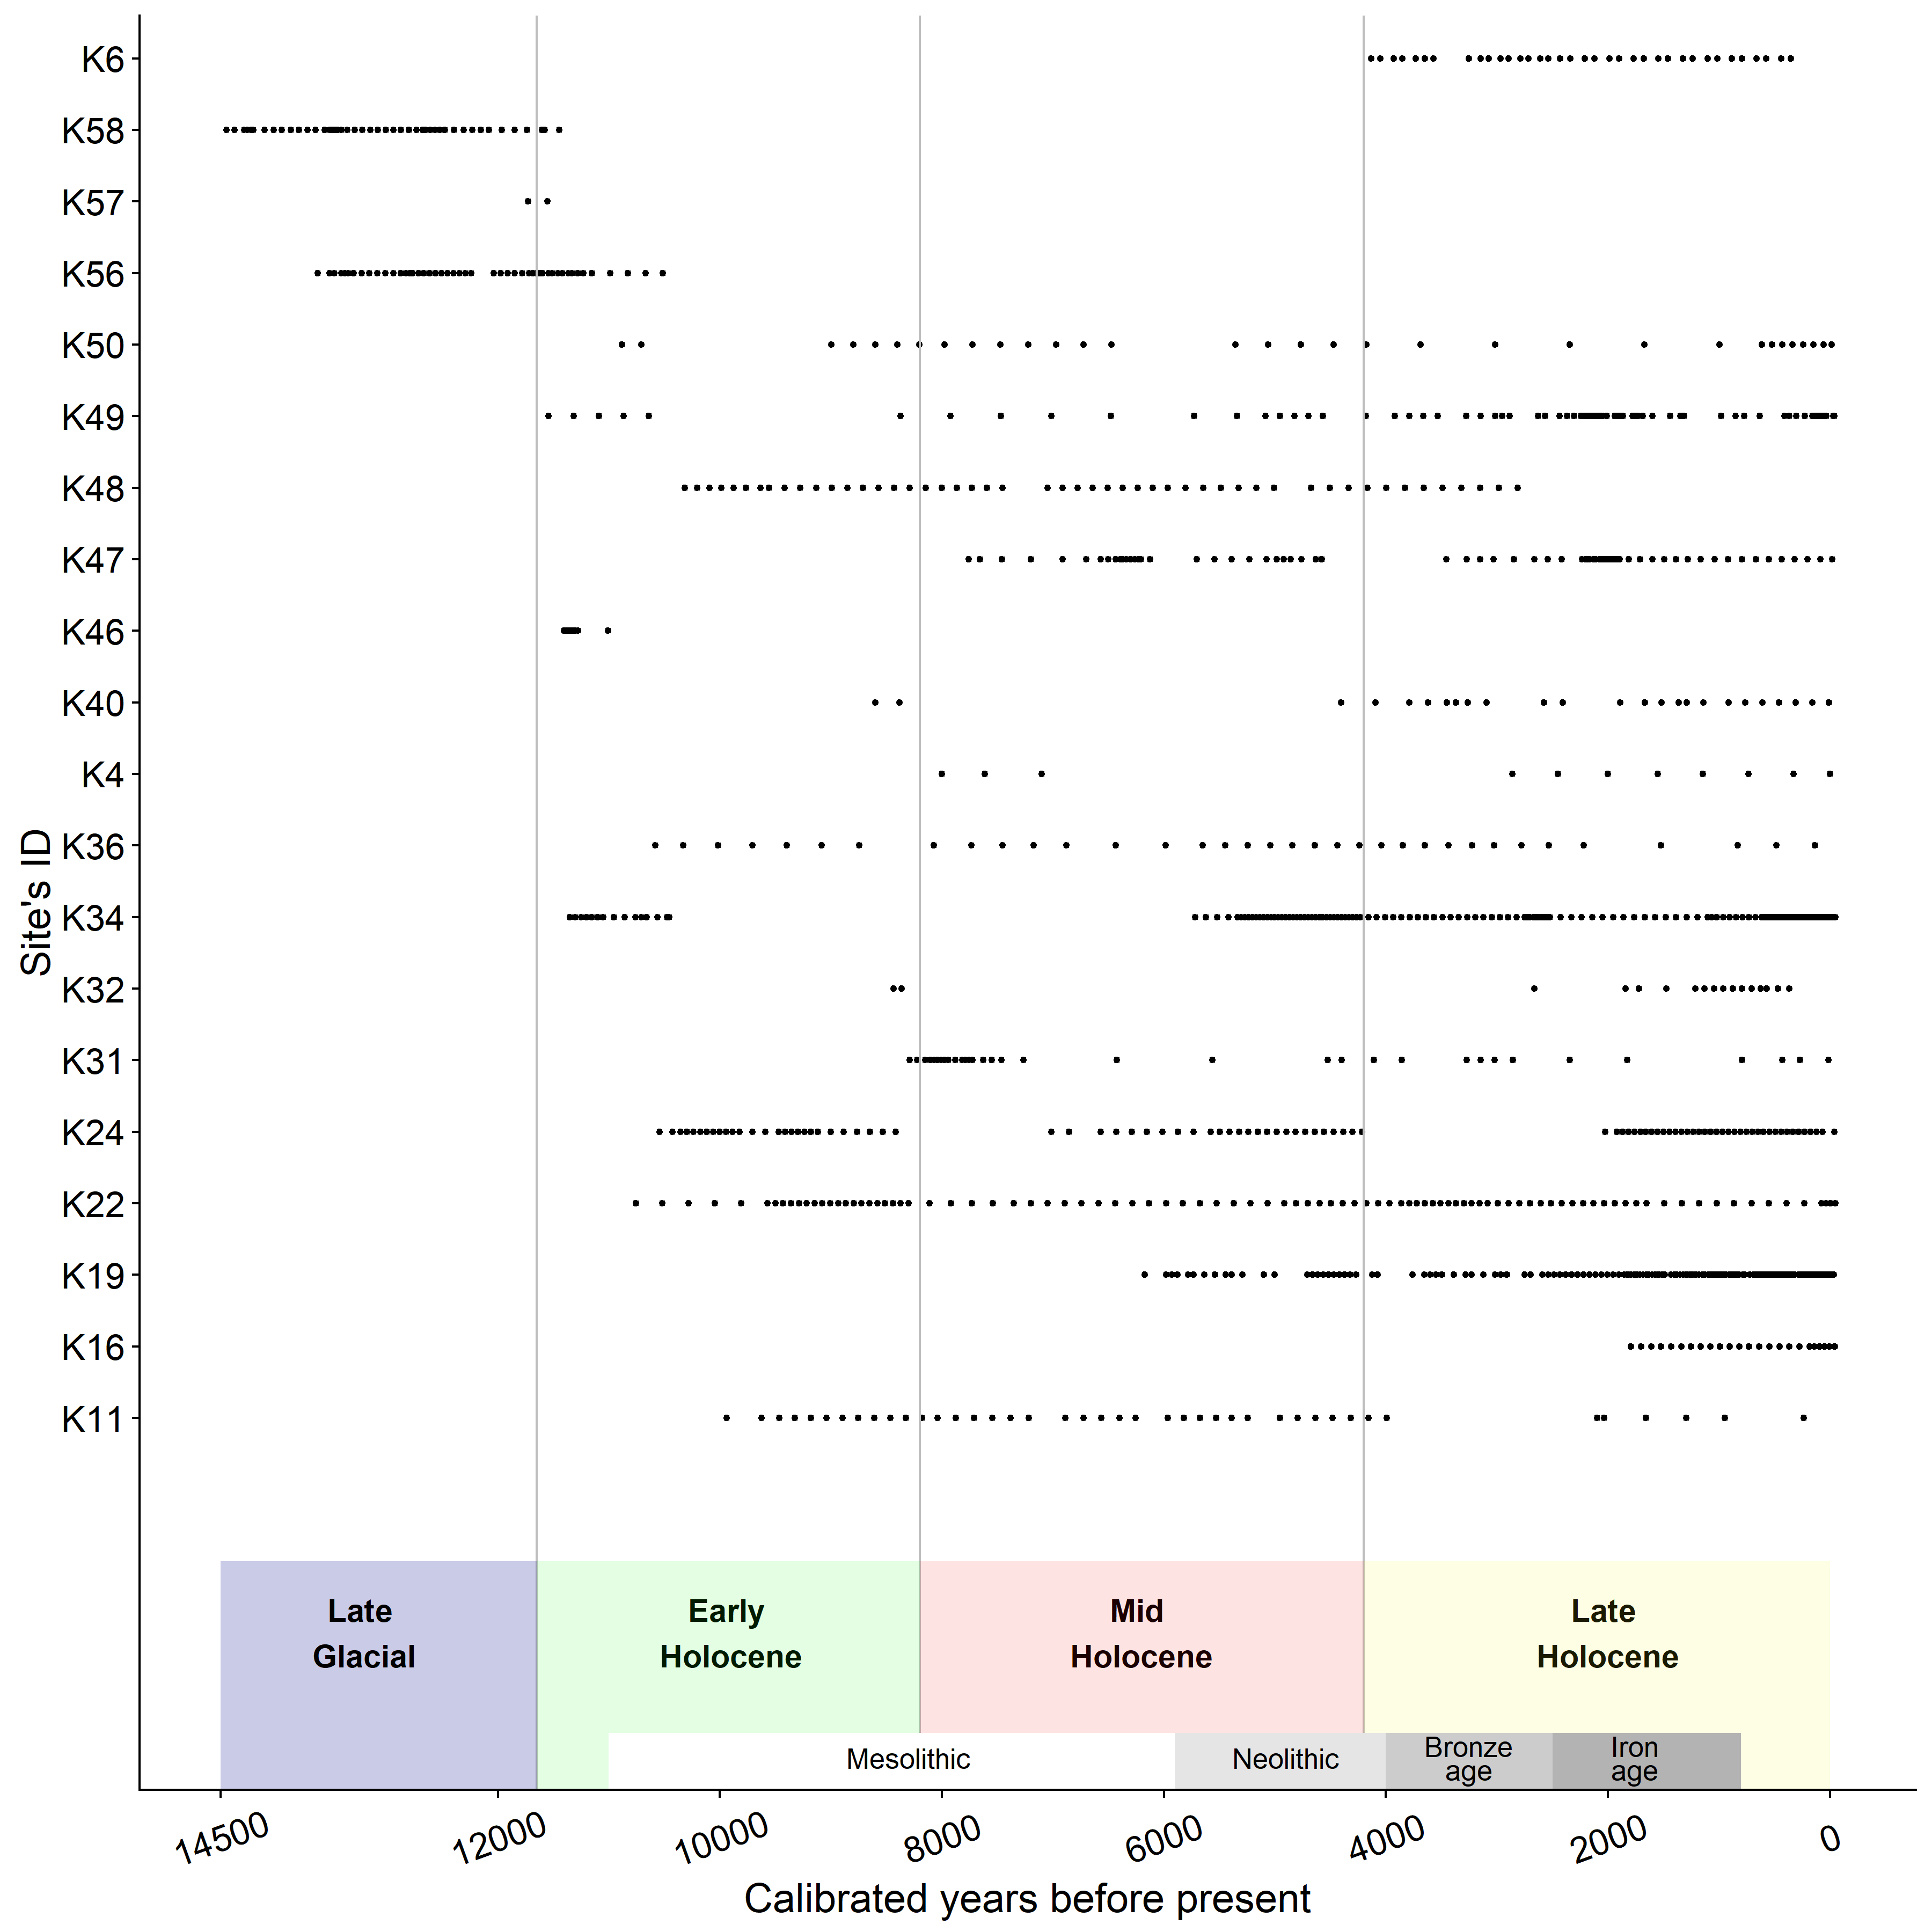 Site's ID
K6
K58
K57
K56
K50
K49
K48
K47
K46
K40
K4
K36
K34
K32
K31
K24
K22
K19
K16
K11
Late
Glacial
Early
Holocene
Mid
Holocene
Late
Holocene
Mesolithic
Neolithic
Bronze
age
Iron
age
14500
12000
10000
8000
6000
4000
2000
0
Calibrated years before present